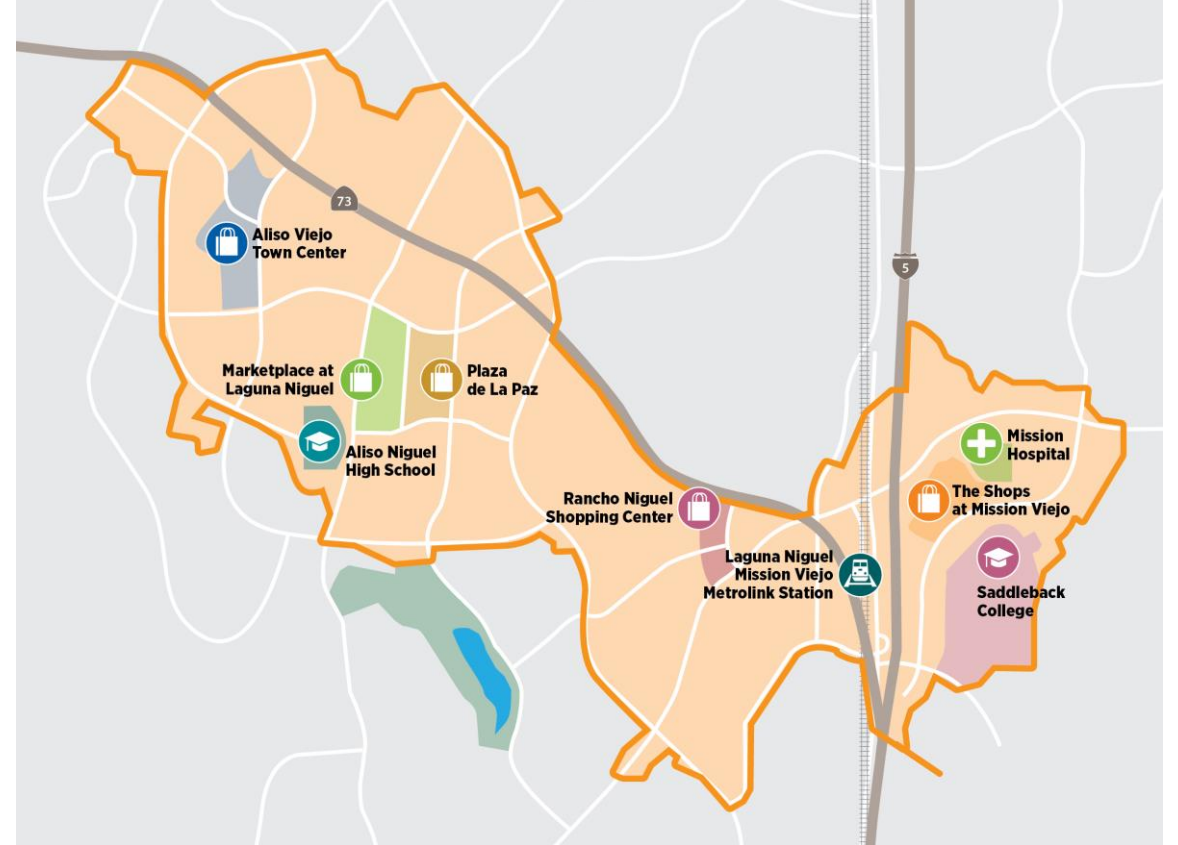 73
5
Aliso Viejo
Town Center
Marketplace at
Laguna Niguel
Plaza
de La Paz
Aliso Niguel
High School
Mission
Hospital
Rancho Niguel
Shopping Center
The Shops
at Mission Viejo
Laguna Niguel
Mission Viejo
Metrolink Station
Saddleback
College